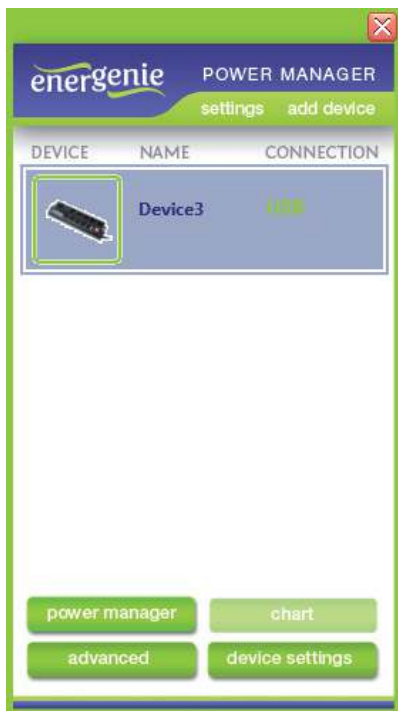 energenie POWER MANAGER
settings add device
DEVICE NAME CONNECTION
Device3 USB
power manager chart
advanced device settings